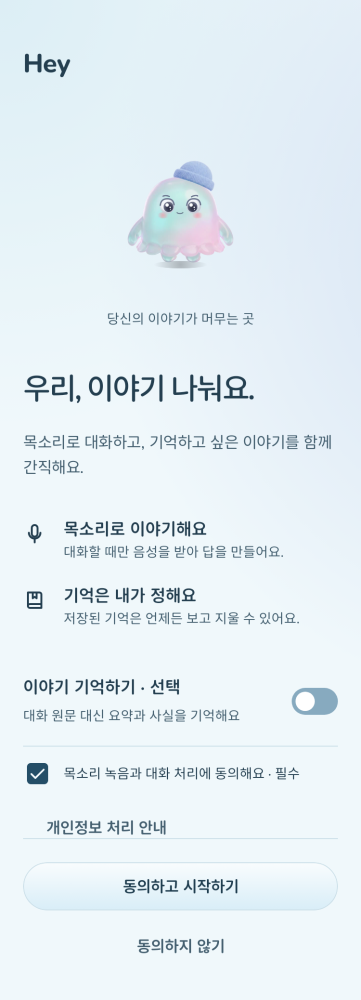 Hey
당신의 이야기가 머무는 곳
우리, 이야기 나눠요.
목소리로 대화하고, 기억하고 싶은 이야기를 함께
간직해요.
목소리로 이야기해요
대화할 때만 음성을 받아 답을 만들어요.
기억은 내가 정해요
저장된 기억은 언제든 보고 지울 수 있어요.
이야기 기억하기 · 선택
대화 원문 대신 요약과 사실을 기억해요
목소리 녹음과 대화 처리에 동의해요 · 필수
개인정보 처리 안내
동의하고 시작하기
동의하지 않기